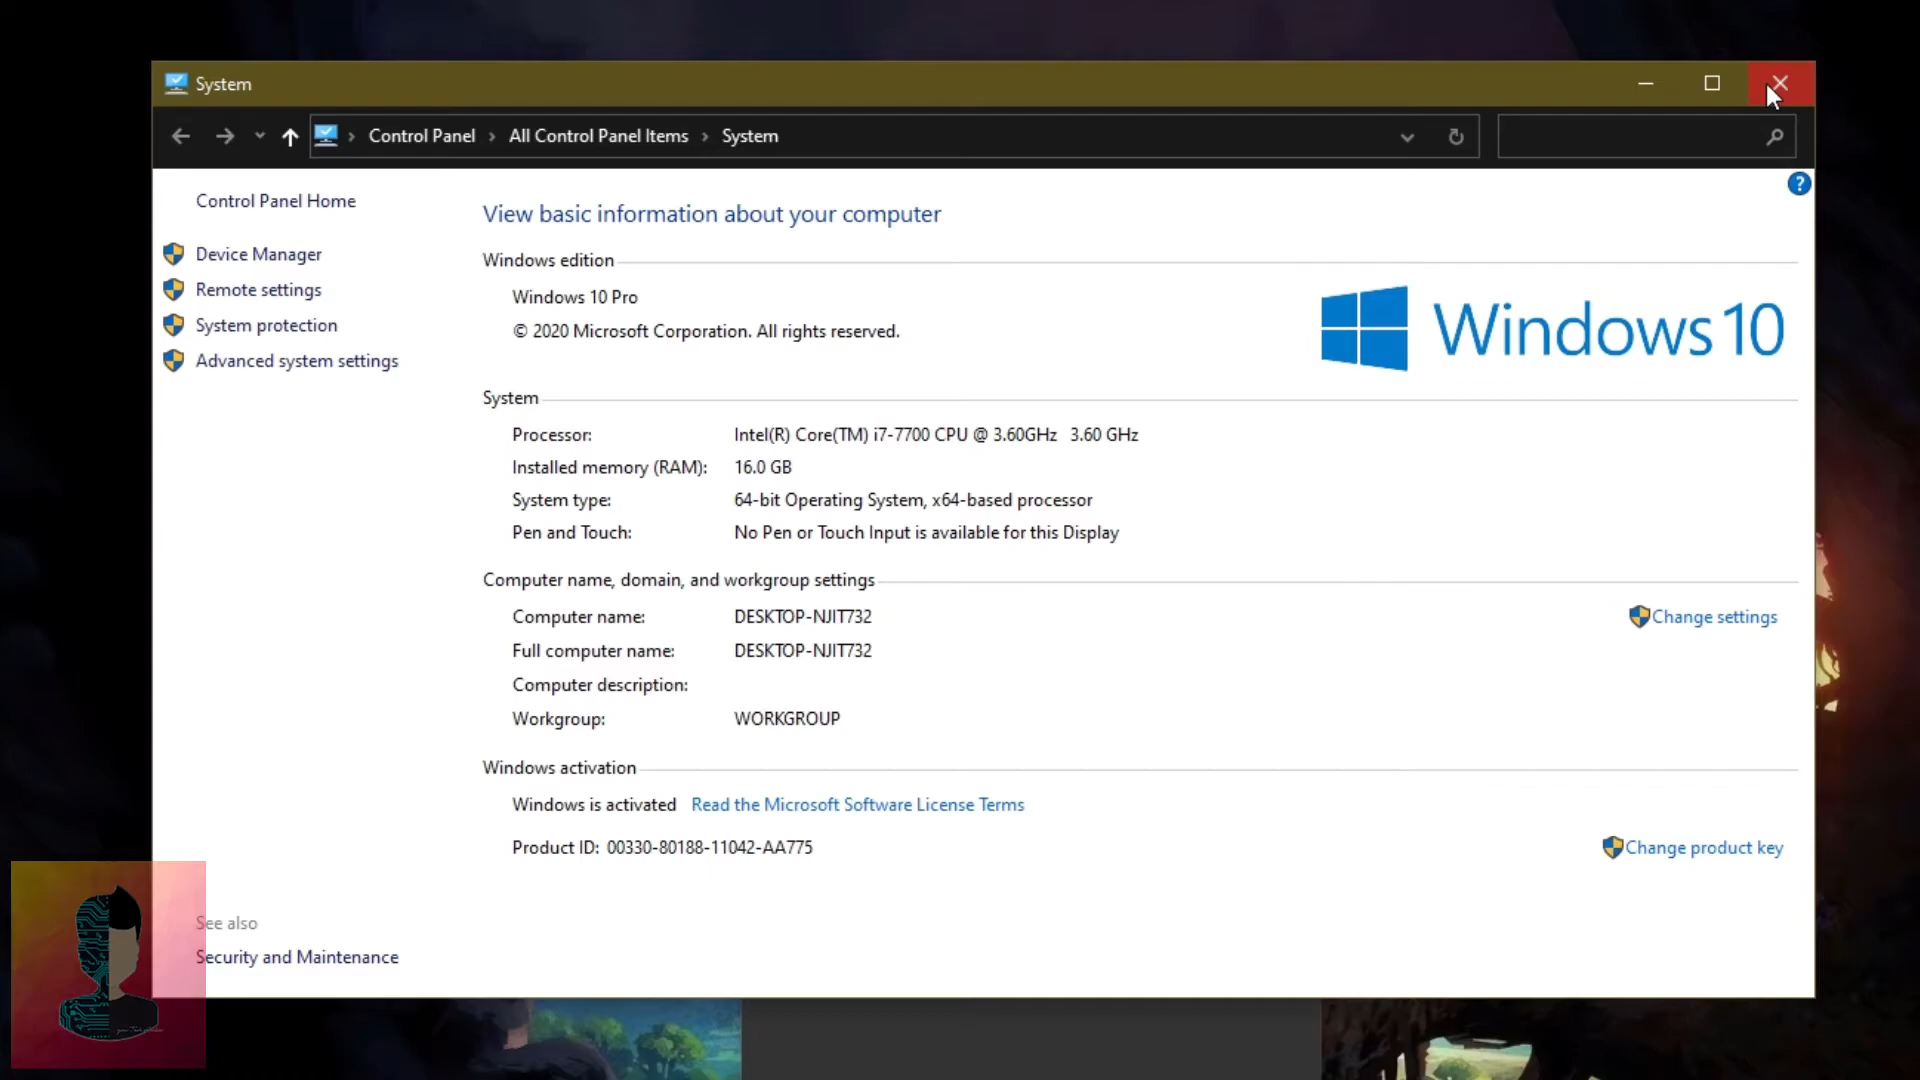 System
Control Panel > All Control Panel Items > System
Control Panel Home
Device Manager
Remote settings
System protection
Advanced system settings
See also
Security and Maintenance
?
View basic information about your computer
Windows edition
Windows 10 Pro
© 2020 Microsoft Corporation. All rights reserved.
Windows 10
System
Processor: Intel(R) Core(TM) i7-7700 CPU @ 3.60GHz 3.60 GHz
Installed memory (RAM): 16.0 GB
System type: 64-bit Operating System, x64-based processor
Pen and Touch: No Pen or Touch Input is available for this Display
Computer name, domain, and workgroup settings
Computer name: DESKTOP-NJIT732
Change settings
Full computer name: DESKTOP-NJIT732
Computer description:
Workgroup: WORKGROUP
Windows activation
Windows is activated Read the Microsoft Software License Terms
Product ID: 00330-80188-11042-AA775
Change product key